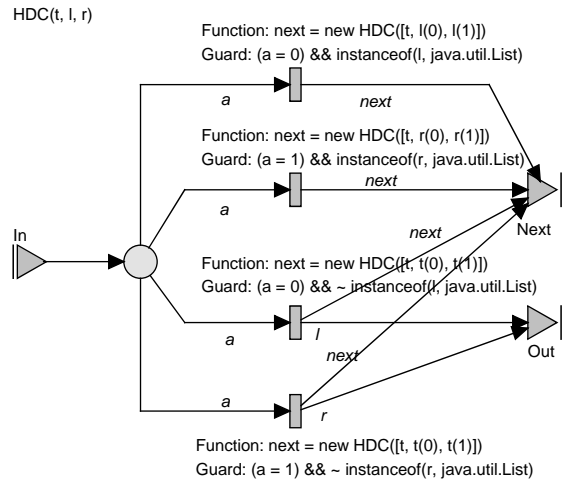 HDC(t, l, r)
Function: next = new HDC([t, l(0), l(1)])
Guard: (a = 0) && instanceof(l, java.util.List)
a
next
Function: next = new HDC([t, r(0), r(1)])
Guard: (a = 1) && instanceof(r, java.util.List)
next
a
In
next
Next
Function: next = new HDC([t, t(0), t(1)])
Guard: (a = 0) && ~ instanceof(l, java.util.List)
a
l
next
Out
a
r
Function: next = new HDC([t, t(0), t(1)])
Guard: (a = 1) && ~ instanceof(r, java.util.List)